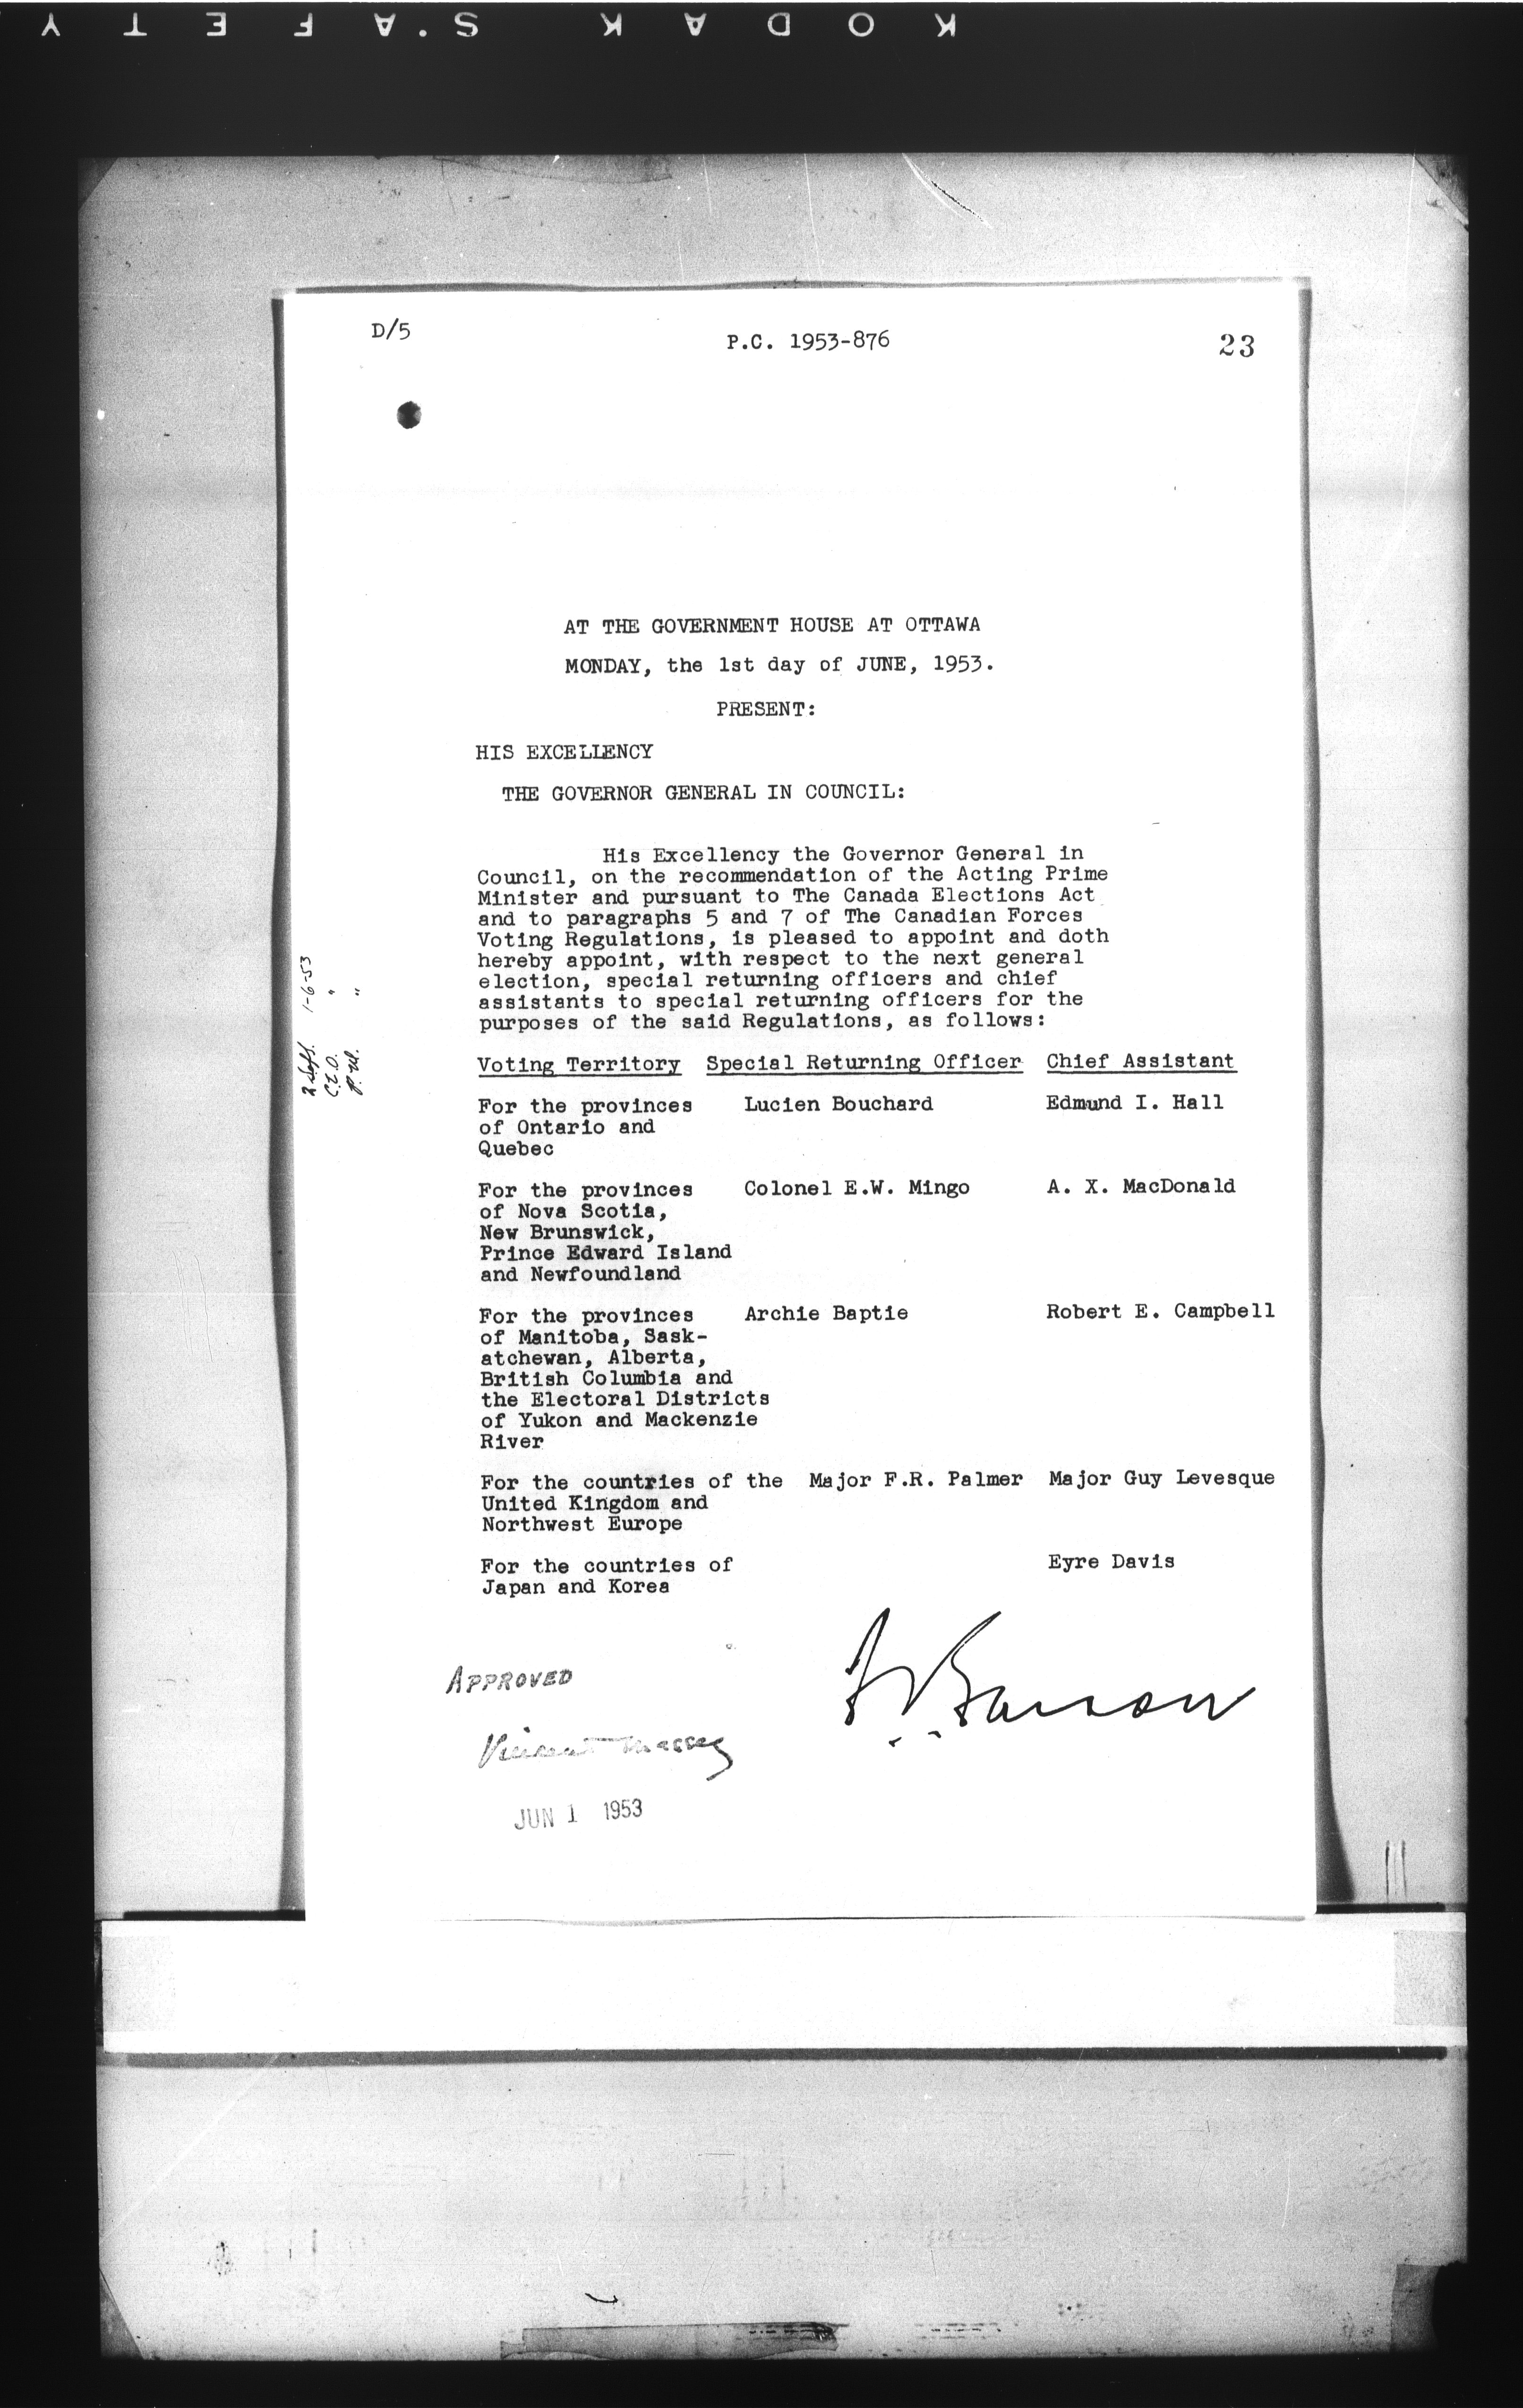 KODAK S.AFETY
D/5
P.C. 1953-876
23
AT THE GOVERNMENT HOUSE AT OTTAWA
MONDAY, the 1st day of JUNE, 1953.
PRESENT:
HIS EXCELLENCY
THE GOVERNOR GENERAL IN COUNCIL:
His Excellency the Governor General in
Council, on the recommendation of the Acting Prime
Minister and pursuant to The Canada Elections Act
and to paragraphs 5 and 7 of The Canadian Forces
Voting Regulations, is pleased to appoint and doth
hereby appoint, with respect to the next general
election, special returning officers and chief
assistants to special returning officers for the
purposes of the said Regulations, as follows:
1-6-53
C.E.O. "
P.M. "
Voting Territory Special Returning Officer Chief Assistant
For the provinces Lucien Bouchard Edmund I. Hall
of Ontario and
Quebec
For the provinces Colonel E.W. Mingo A. X. MacDonald
of Nova Scotia,
New Brunswick,
Prince Edward Island
and Newfoundland
For the provinces Archie Baptie Robert E. Campbell
of Manitoba, Sask-
atchewan, Alberta,
British Columbia and
the Electoral Districts
of Yukon and Mackenzie
River
For the countries of the Major F.R. Palmer Major Guy Levesque
United Kingdom and
Northwest Europe
For the countries of Eyre Davis
Japan and Korea
APPROVED
Vincent Massey
JUN 1 1953